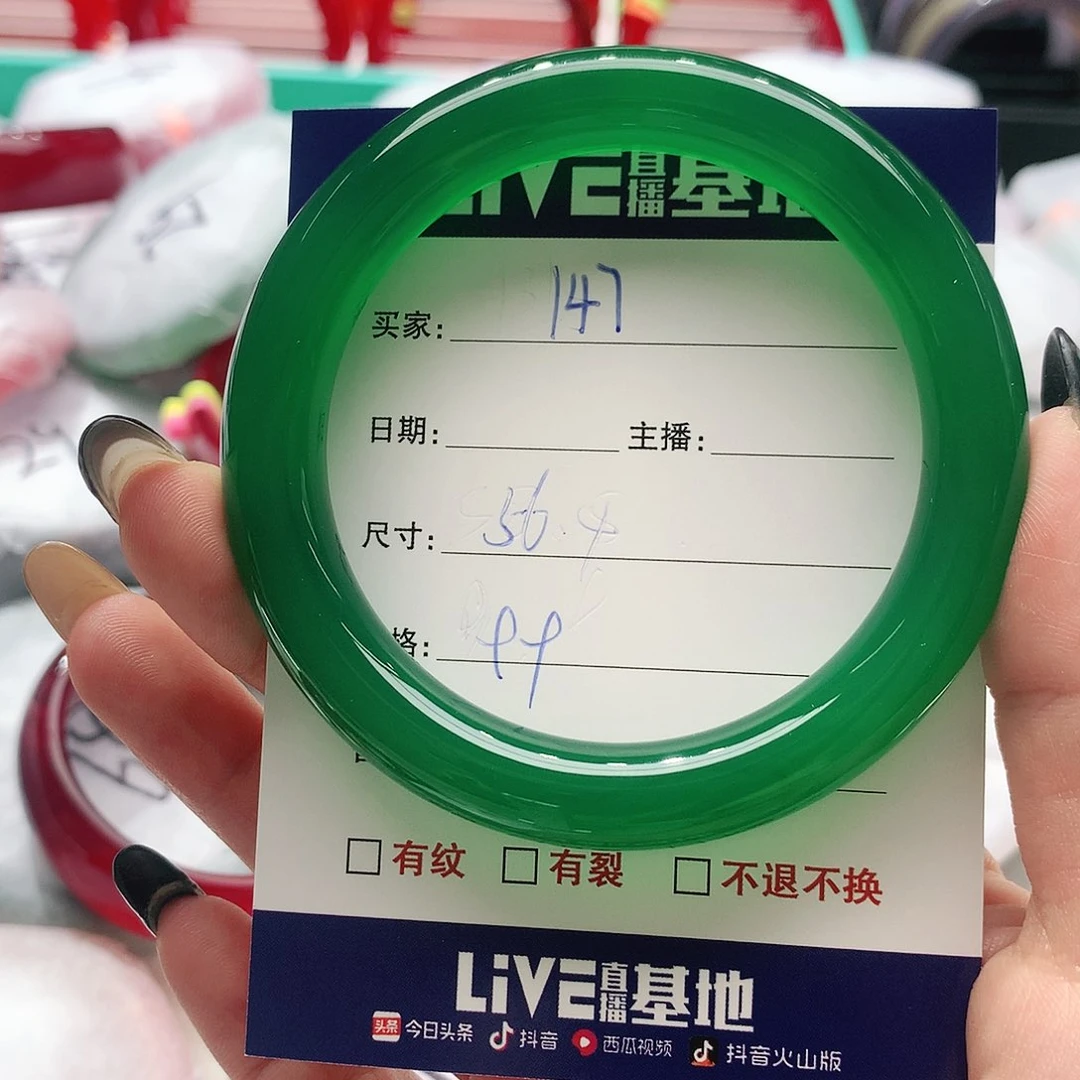 LiVE直播基地
买家: 147
日期: 主播:
尺寸: 56.4
格: 99
□有纹 □有裂 □不退不换
LiVE直播基地
头条 今日头条 抖音 西瓜视频 抖音火山版